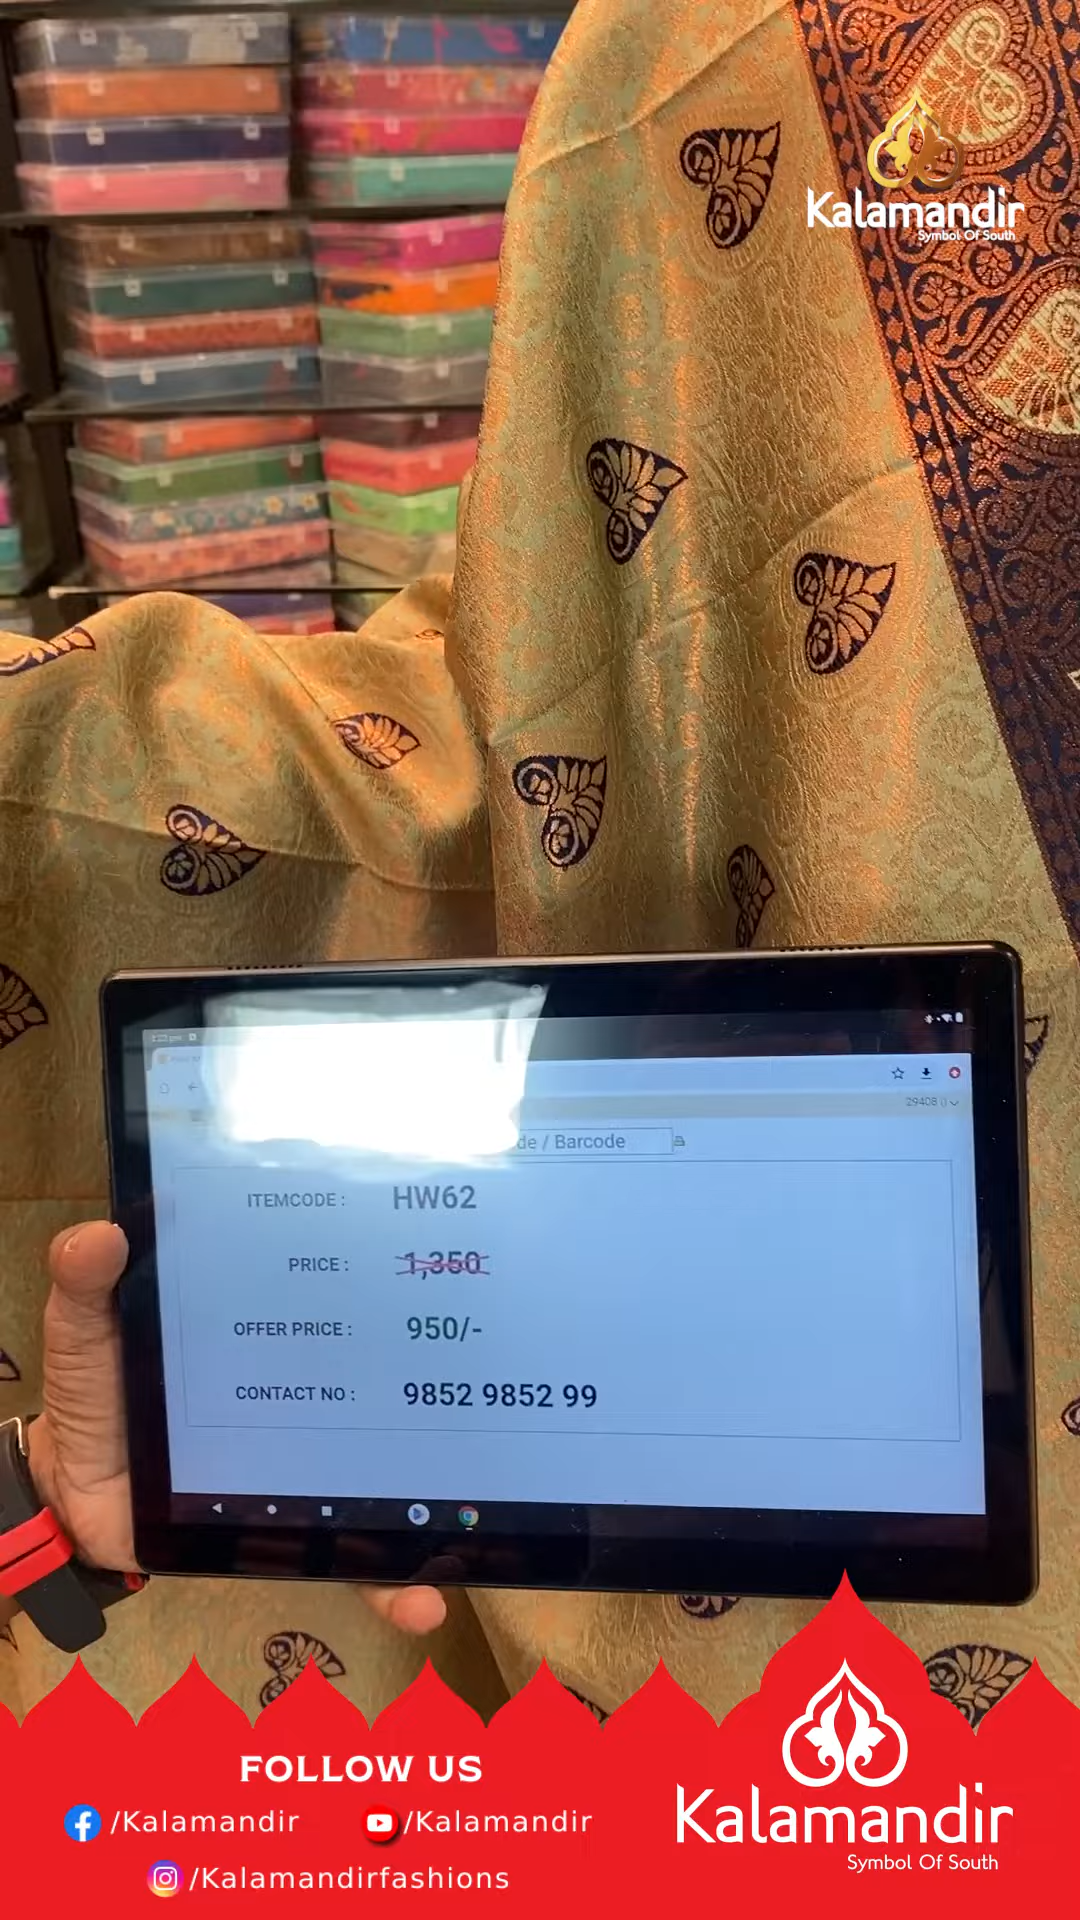 Kalamandir
Symbol Of South
29408 ()
de / Barcode
ITEMCODE : HW62
PRICE : 1,350
OFFER PRICE : 950/-
CONTACT NO : 9852 9852 99
FOLLOW US
/Kalamandir
/Kalamandir
/Kalamandirfashions
Kalamandir
Symbol Of South